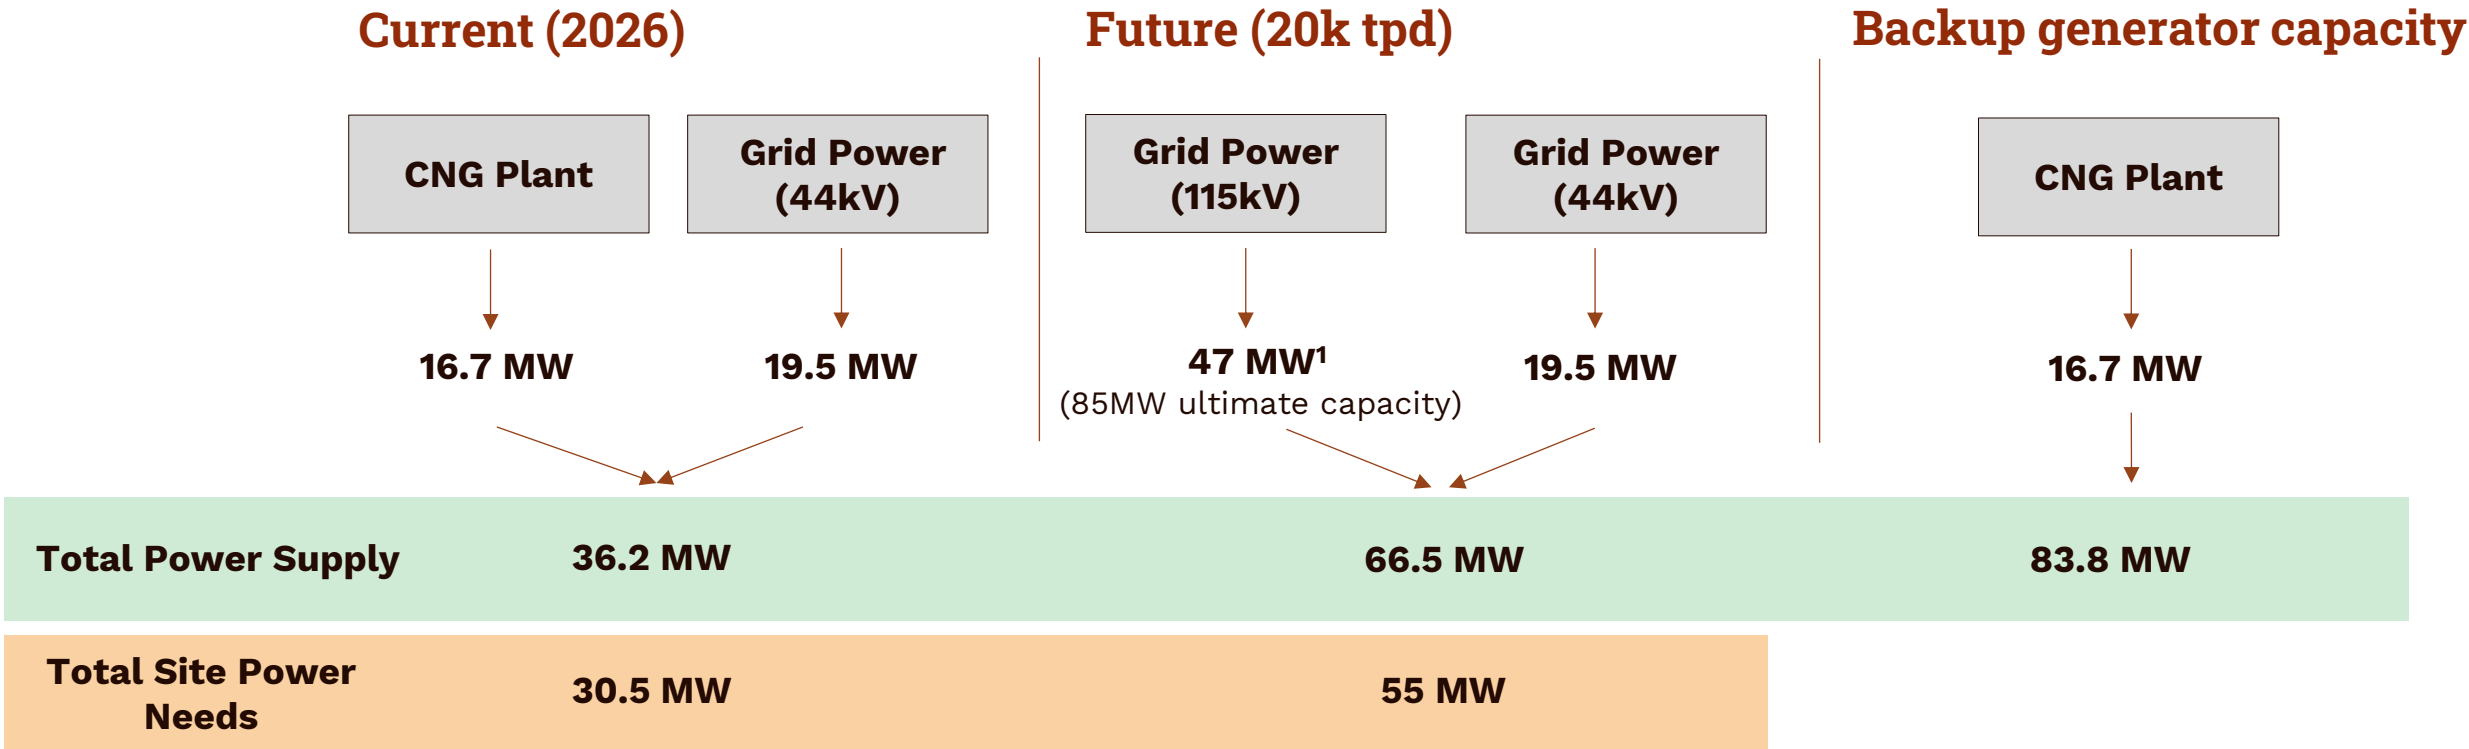 Current (2026)
Future (20k tpd)
Backup generator capacity
CNG Plant
Grid Power
(44kV)
Grid Power
(115kV)
Grid Power
(44kV)
CNG Plant
16.7 MW
19.5 MW
47 MW¹
(85MW ultimate capacity)
19.5 MW
16.7 MW
Total Power Supply
36.2 MW
66.5 MW
83.8 MW
Total Site Power
Needs
30.5 MW
55 MW